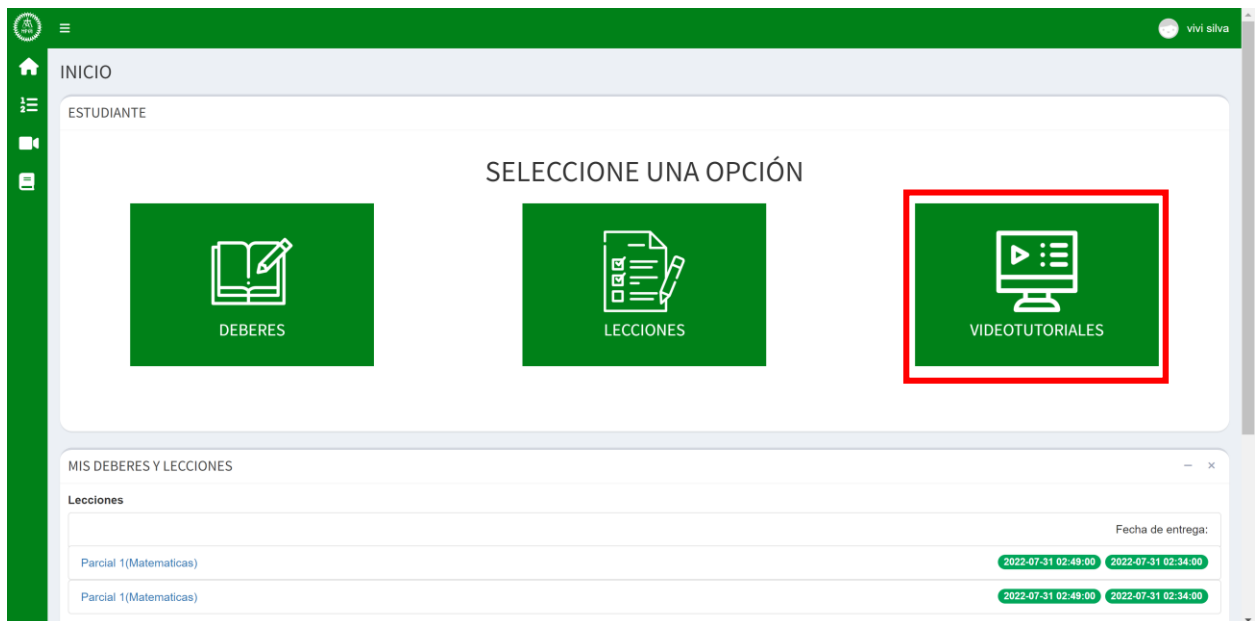 vivi silva
INICIO
ESTUDIANTE
SELECCIONE UNA OPCIÓN
DEBERES
LECCIONES
VIDEOTUTORIALES
MIS DEBERES Y LECCIONES
Lecciones
Fecha de entrega:
Parcial 1(Matematicas) 2022-07-31 02:49:00 2022-07-31 02:34:00
Parcial 1(Matematicas) 2022-07-31 02:49:00 2022-07-31 02:34:00